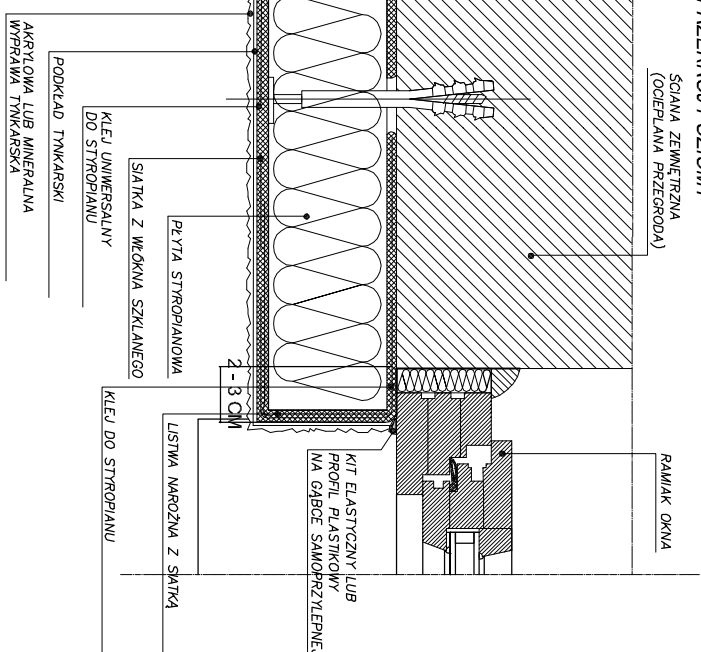 ŚCIANA ZEWNĘTRZNA
(OCIEPLANA PRZEGRODA)
RAMIAK OKNA
KIT ELASTYCZNY LUB
PROFIL PLASTIKOWY
NA GĄBCE SAMOPRZYLEPNEJ
2 - 3 CM
LISTWA NAROŻNA Z SIATKĄ
KLEJ DO STYROPIANU
PŁYTA STYROPIANOWA
SIATKA Z WŁÓKNA SZKLANEGO
KLEJ UNIWERSALNY
DO STYROPIANU
PODKŁAD TYNKARSKI
AKRYLOWA LUB MINERALNA
WYPRAWA TYNKARSKA